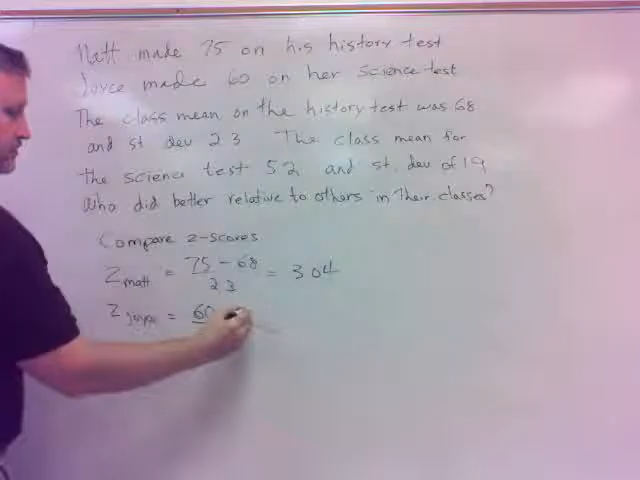 Matt made 75 on his history test
Joyce made 60 on her science test
The class mean on the history test was 68
and st dev 2.3 The class mean for
the science test 52 and st. dev of 1.9
who did better relative to others in their classes?
Compare z-scores
Z matt = 75 - 68 / 2.3 = 3.04
Z joyce = 60